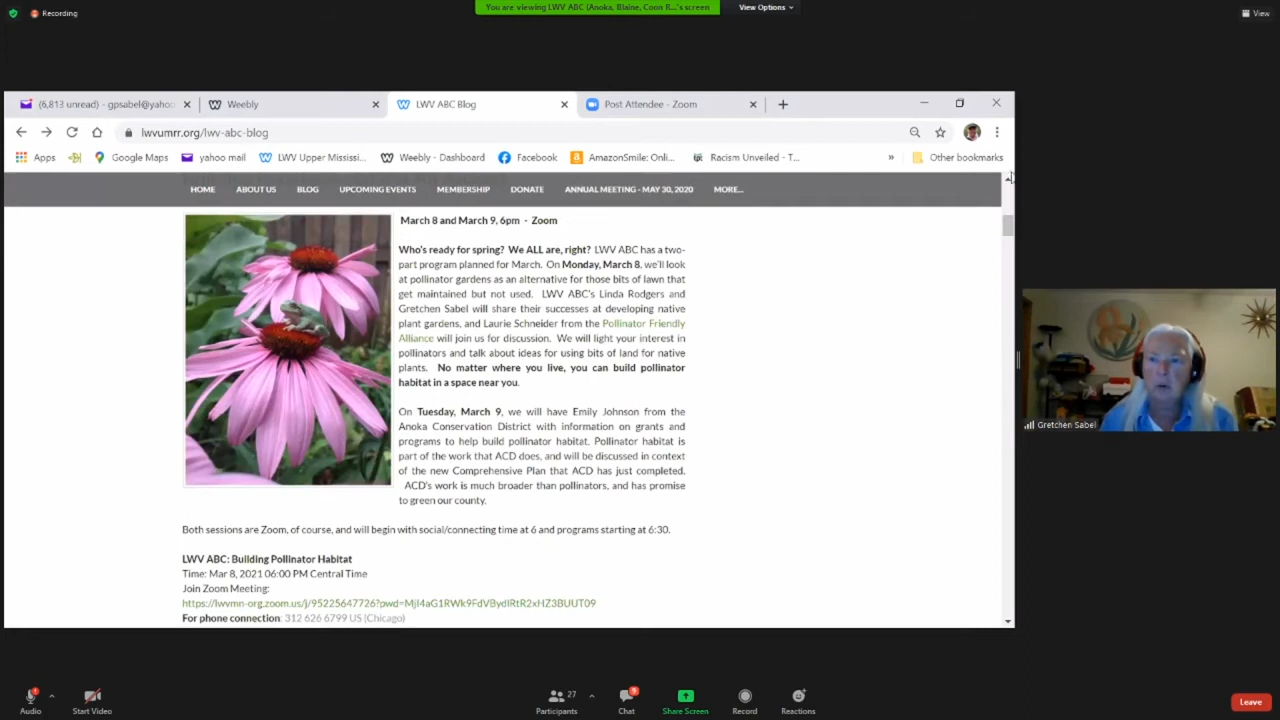 Recording
You are viewing LWV ABC (Anoka, Blaine, Coon R...'s screen
View Options
View
(6,813 unread) - gpsabel@yahoo
Weebly
LWV ABC Blog
Post Attendee - Zoom
lwvumrr.org/lwv-abc-blog
Apps
Google Maps
yahoo mail
LWV Upper Mississi...
Weebly - Dashboard
Facebook
AmazonSmile: Onli...
Racism Unveiled - T...
»
Other bookmarks
HOME
ABOUT US
BLOG
UPCOMING EVENTS
MEMBERSHIP
DONATE
ANNUAL MEETING - MAY 30, 2020
MORE...
March 8 and March 9, 6pm - Zoom
Who's ready for spring? We ALL are, right? LWV ABC has a two-
part program planned for March. On Monday, March 8, we'll look
at pollinator gardens as an alternative for those bits of lawn that
get maintained but not used. LWV ABC's Linda Rodgers and
Gretchen Sabel will share their successes at developing native
plant gardens, and Laurie Schneider from the Pollinator Friendly
Alliance will join us for discussion. We will light your interest in
pollinators and talk about ideas for using bits of land for native
plants. No matter where you live, you can build pollinator
habitat in a space near you.
On Tuesday, March 9, we will have Emily Johnson from the
Anoka Conservation District with information on grants and
programs to help build pollinator habitat. Pollinator habitat is
part of the work that ACD does, and will be discussed in context
of the new Comprehensive Plan that ACD has just completed.
ACD's work is much broader than pollinators, and has promise
to green our county.
Both sessions are Zoom, of course, and will begin with social/connecting time at 6 and programs starting at 6:30.
LWV ABC: Building Pollinator Habitat
Time: Mar 8, 2021 06:00 PM Central Time
Join Zoom Meeting:
https://lwvmn-org.zoom.us/j/95225647726?pwd=MjI4aG1RWk9FdVBydlRtR2xHZ3BUUT09
For phone connection: 312 626 6799 US (Chicago)
Gretchen Sabel
Audio
Start Video
27
Participants
9
Chat
Share Screen
Record
Reactions
Leave